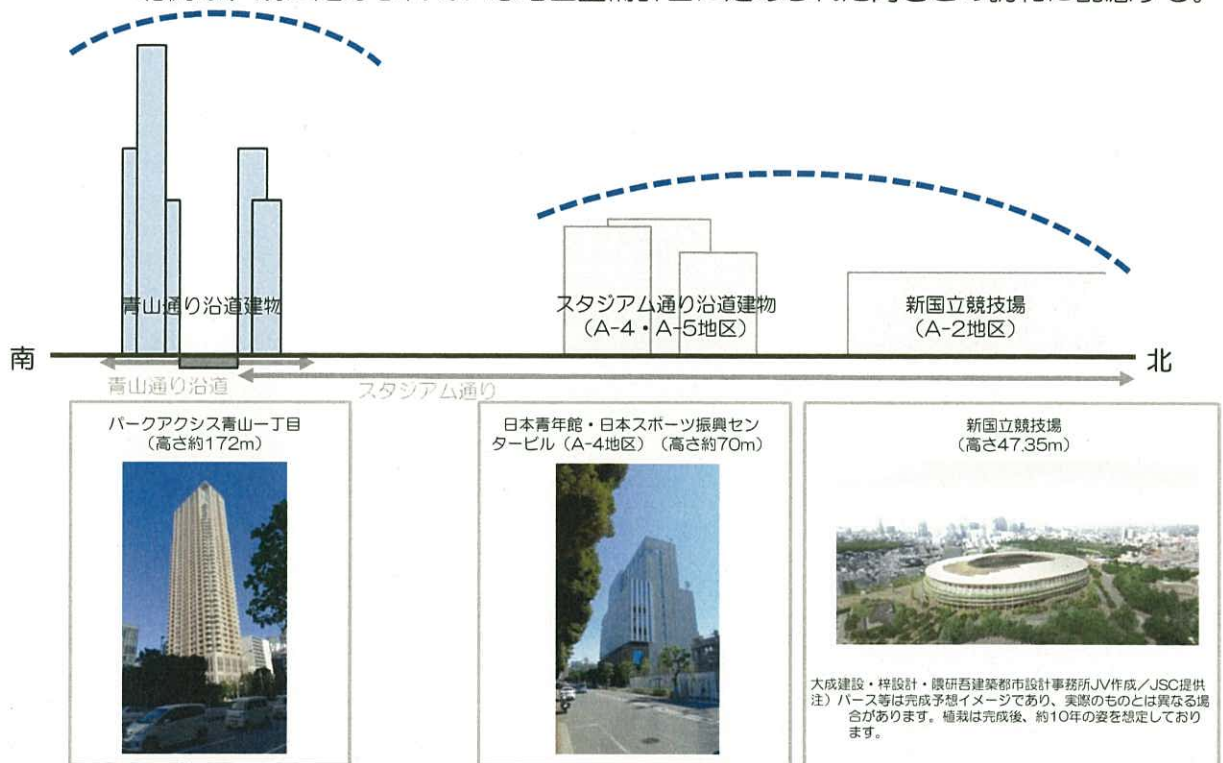 青山通り沿道建物
スタジアム通り沿道建物
(A-4・A-5地区)
新国立競技場
(A-2地区)
南
北
青山通り沿道
スタジアム通り
パークアクシス青山一丁目
(高さ約172m)
日本青年館・日本スポーツ振興セン
タービル(A-4地区)(高さ約70m)
新国立競技場
(高さ47.35m)
大成建設・梓設計・隈研吾建築都市設計事務所JV作成/JSC提供
注)パース等は完成予想イメージであり、実際のものとは異なる場
合があります。植栽は完成後、約10年の姿を想定しており
ます。